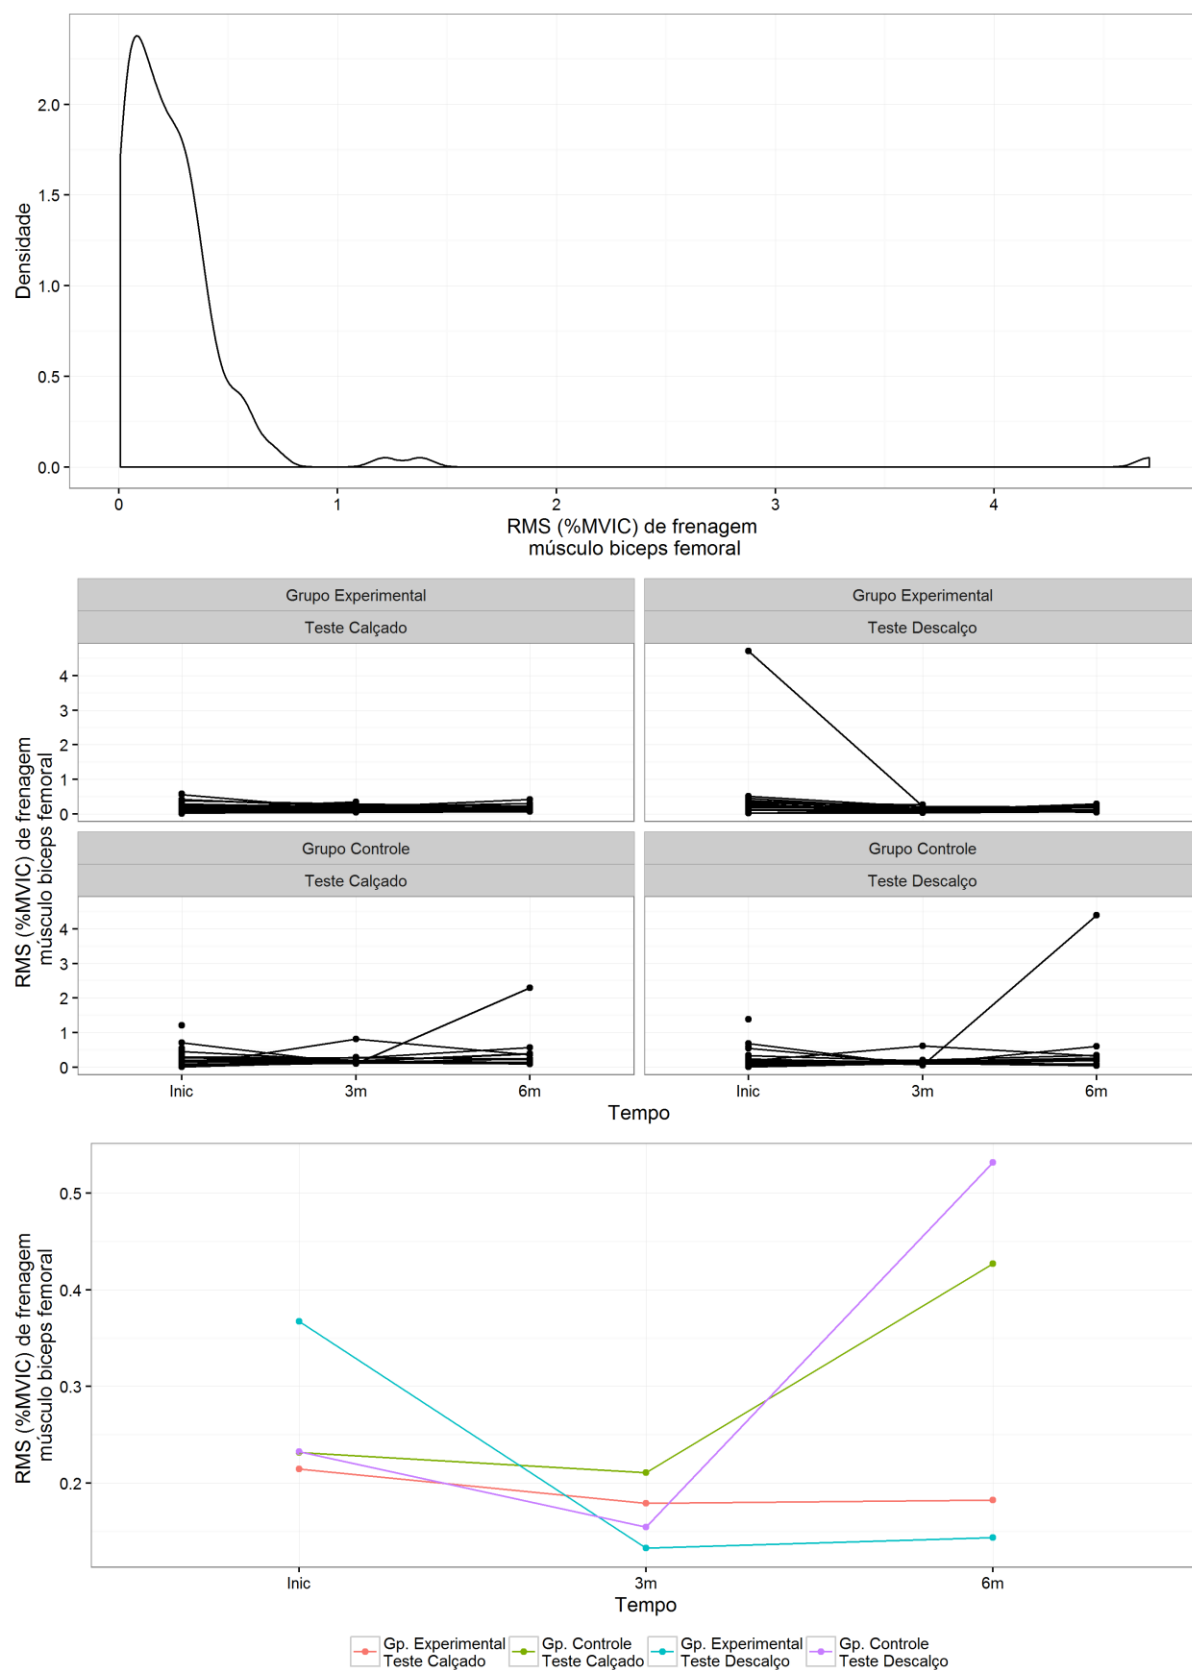 2.0
1.5
1.0
0.5
0.0
Densidade
0
1
2
3
4
RMS (%MVIC) de frenagem
músculo biceps femoral
Grupo Experimental
Grupo Experimental
Teste Calçado
Teste Descalço
4
3
2
1
0
Grupo Controle
Grupo Controle
Teste Calçado
Teste Descalço
4
3
2
1
0
RMS (%MVIC) de frenagem
músculo biceps femoral
Inic
3m
6m
Inic
3m
6m
Tempo
0.5
0.4
0.3
0.2
RMS (%MVIC) de frenagem
músculo biceps femoral
Inic
3m
6m
Tempo
Gp. Experimental
Teste Calçado
Gp. Controle
Teste Calçado
Gp. Experimental
Teste Descalço
Gp. Controle
Teste Descalço